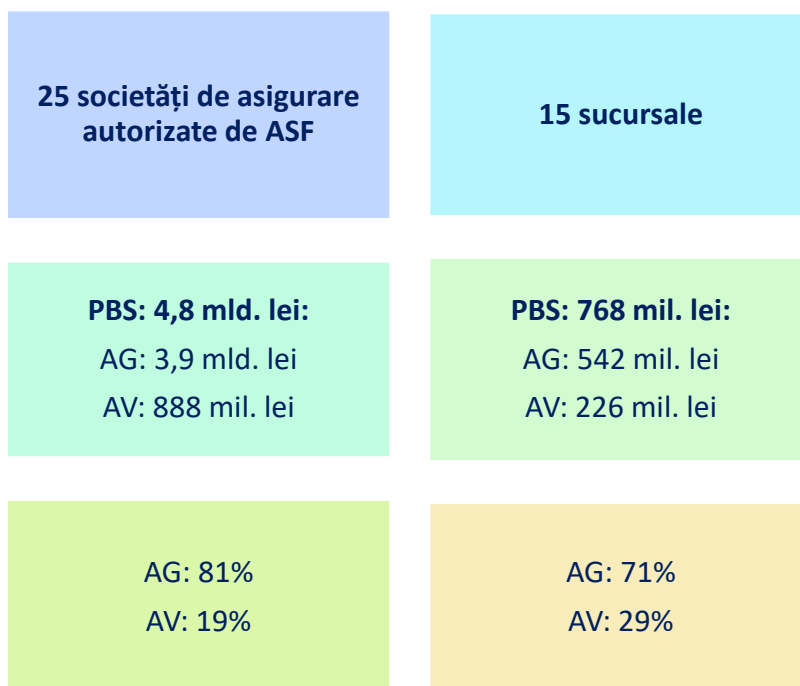 25 societăți de asigurare
autorizate de ASF
15 sucursale
PBS: 4,8 mld. lei:
AG: 3,9 mld. lei
AV: 888 mil. lei
PBS: 768 mil. lei:
AG: 542 mil. lei
AV: 226 mil. lei
AG: 81%
AV: 19%
AG: 71%
AV: 29%